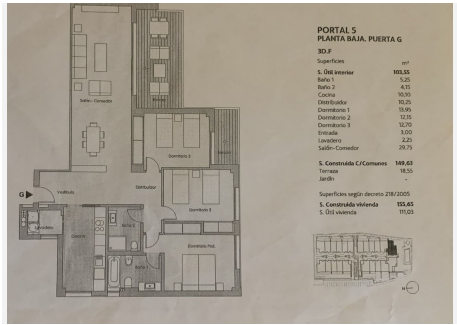 PORTAL 5
PLANTA BAJA. PUERTA G
3D.F
Superficies m²
S. Útil interior 103,55
Baño 1 5,25
Baño 2 4,15
Cocina 10,10
Distribuidor 10,25
Dormitorio 1 13,95
Dormitorio 2 12,15
Dormitorio 3 12,70
Entrada 3,00
Lavadero 2,25
Salón-Comedor 29,75
S. Construida C/Comunes 149,63
Terraza 18,55
Jardín -
Superficies según decreto 218/2005
S. Construida vivienda 155,65
S. Útil vivienda 111,03
Salón-Comedor
Dormitorio 3
Distribuidor
Vestíbulo
G
Dormitorio 2
Lavadero
Cocina
Baño 2
Baño 1
N